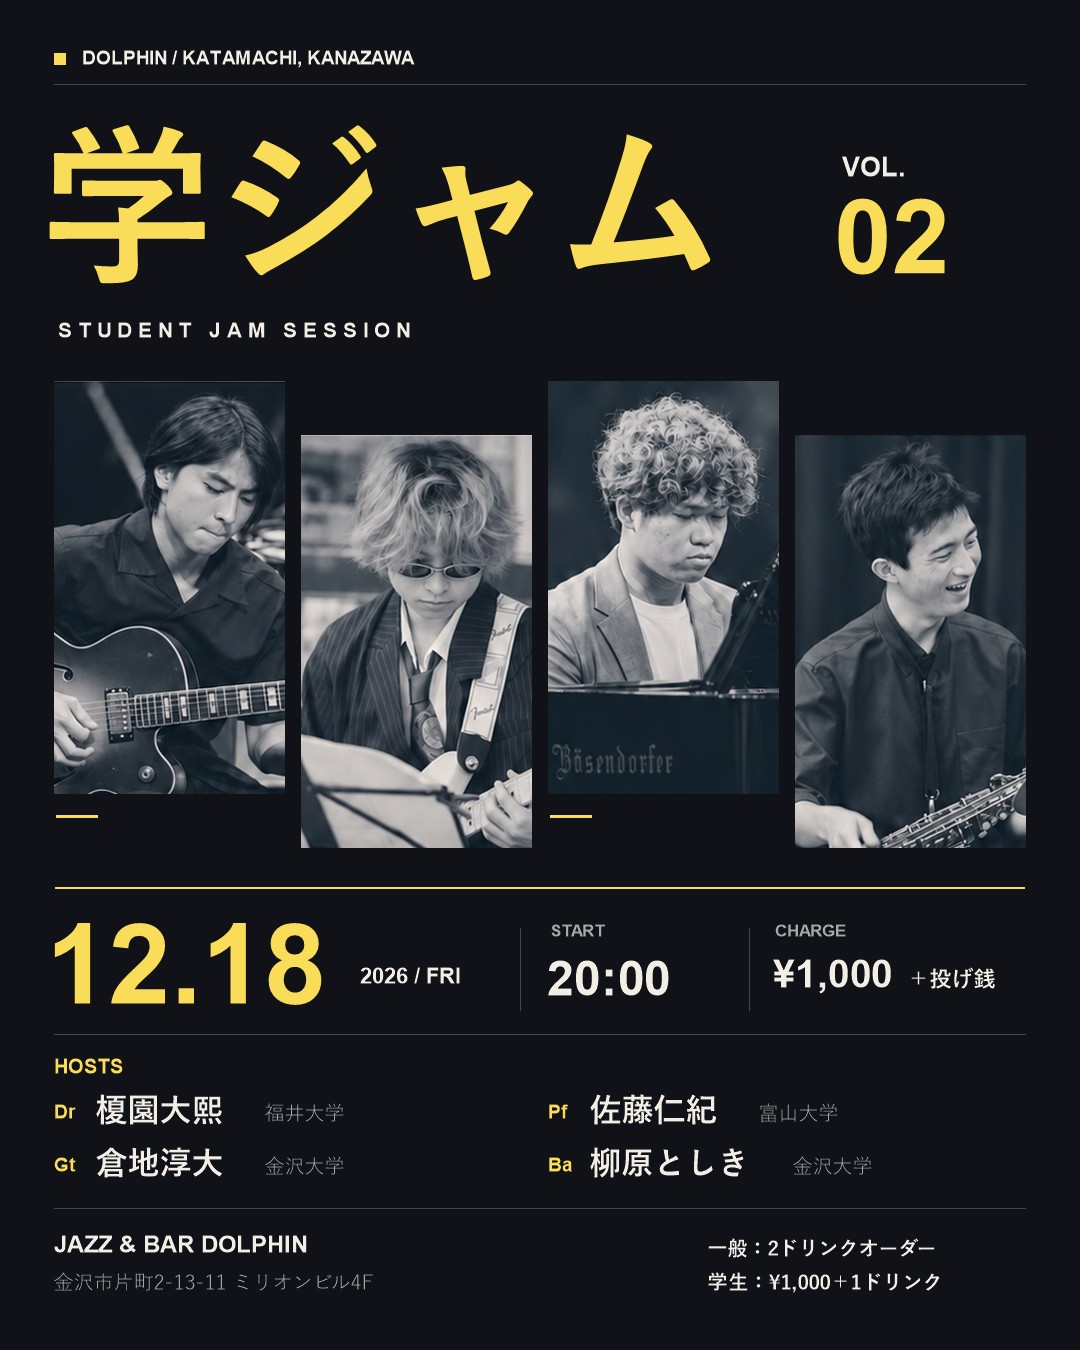 DOLPHIN / KATAMACHI, KANAZAWA
学ジャム
VOL.
02
STUDENT JAM SESSION
Fender
Fender
Bösendorfer
12.18
2026 / FRI
START
20:00
CHARGE
¥1,000 +投げ銭
HOSTS
Dr 榎園大熙 福井大学
Pf 佐藤仁紀 富山大学
Gt 倉地淳大 金沢大学
Ba 柳原としき 金沢大学
JAZZ & BAR DOLPHIN
金沢市片町2-13-11 ミリオンビル4F
一般:2ドリンクオーダー
学生:¥1,000+1ドリンク